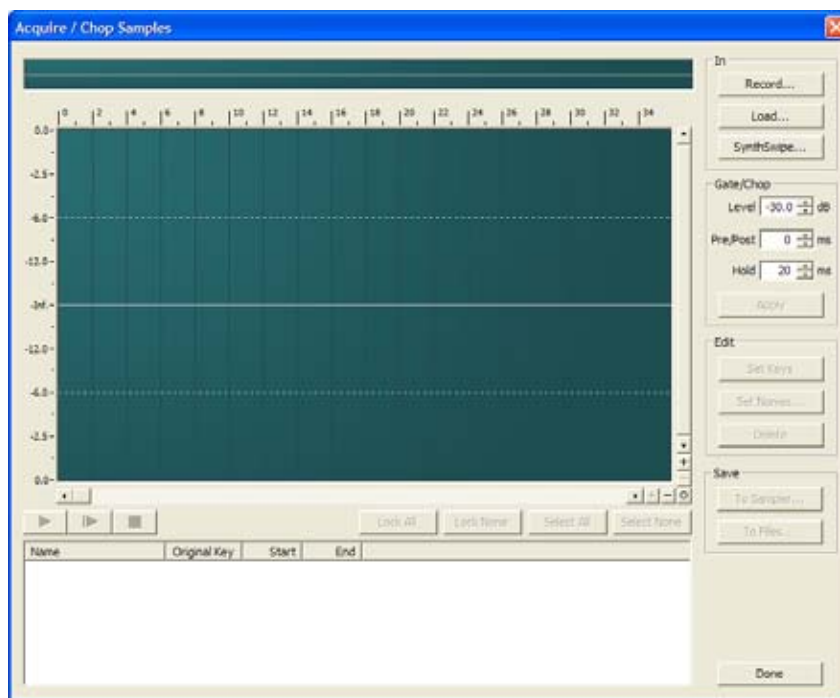 Acquire / Chop Samples
In
Record...
Load...
SynthSwipe...
0 2 4 6 8 10 12 14 16 18 20 22 24 26 28 30 32 34
0.0-
-2.5-
-6.0-
-12.0-
-Inf.-
-12.0-
-6.0-
-2.5-
0.0-
Gate/Chop
Level -30.0 dB
Pre/Post 0 ms
Hold 20 ms
Apply
Edit
Set Keys
Set Names...
Delete
Save
To Sampler...
To Files...
Lock All Lock None Select All Select None
Name Original Key Start End
Done